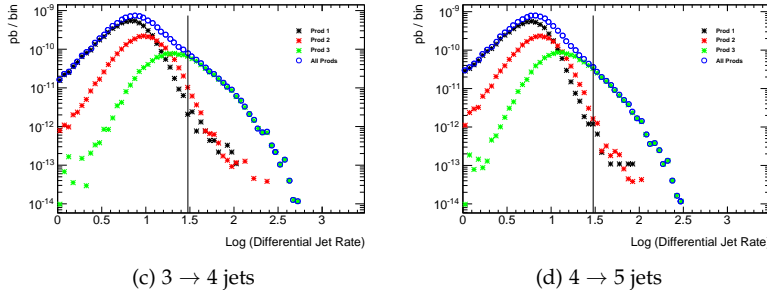 pb / bin
10^-9
10^-10
10^-11
10^-12
10^-13
10^-14
Prod 1
Prod 2
Prod 3
All Prods
0 0.5 1 1.5 2 2.5 3
Log (Differential Jet Rate)
(c) 3 → 4 jets
pb / bin
10^-9
10^-10
10^-11
10^-12
10^-13
10^-14
Prod 1
Prod 2
Prod 3
All Prods
0 0.5 1 1.5 2 2.5 3
Log (Differential Jet Rate)
(d) 4 → 5 jets